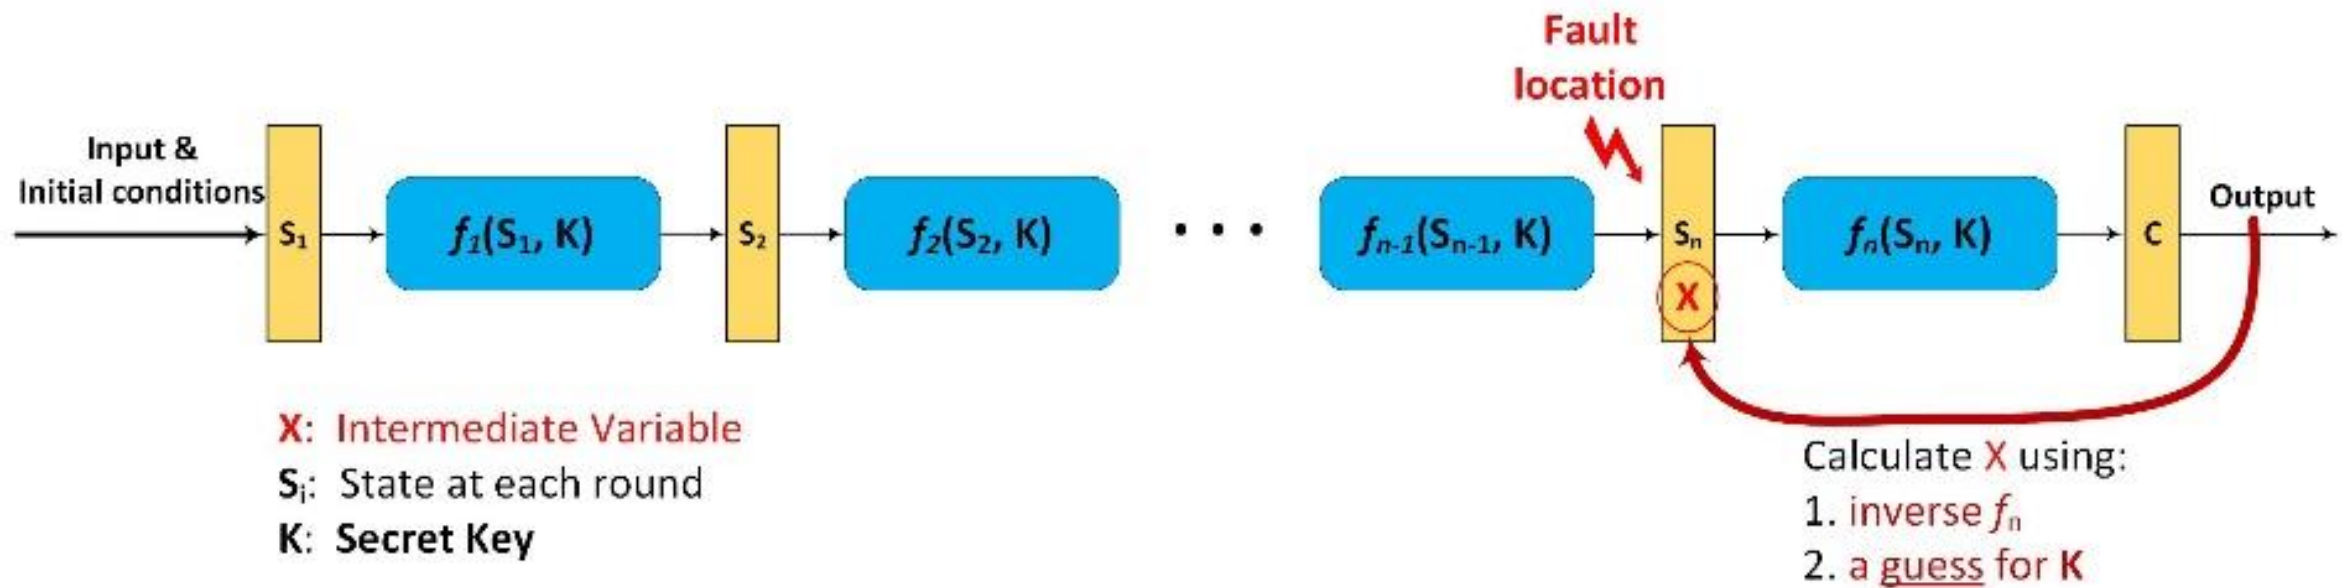 Fault
location
Input &
Initial conditions
S₁
f₁(S₁, K)
S₂
f₂(S₂, K)
. . .
fₙ₋₁(Sₙ₋₁, K)
Sₙ
X
fₙ(Sₙ, K)
C
Output
X: Intermediate Variable
Sᵢ: State at each round
K: Secret Key
Calculate X using:
1. inverse fₙ
2. a guess for K